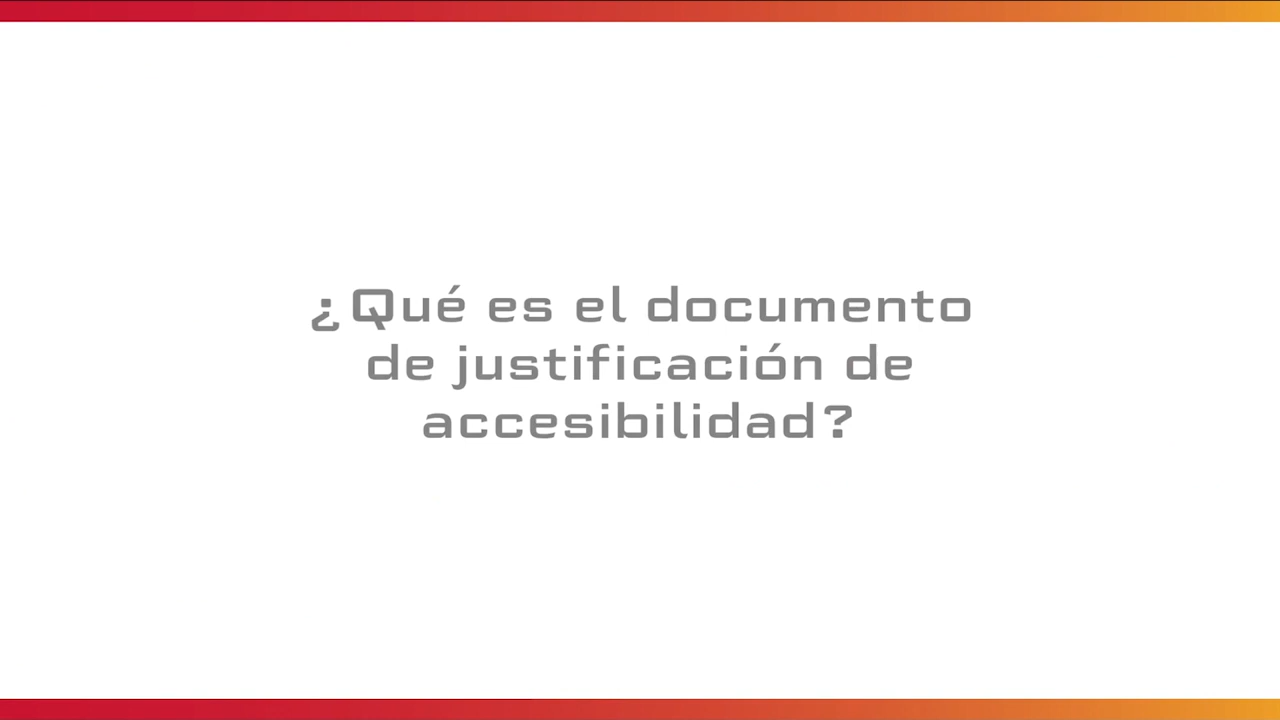 ¿Qué es el documento
de justificación de
accesibilidad?